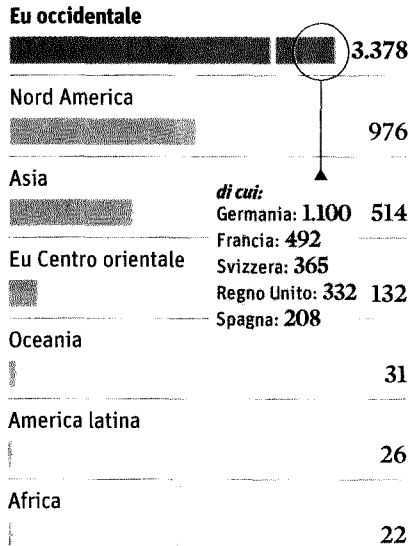 Eu occidentale
3.378
Nord America
976
Asia
514
di cui:
Germania: 1.100
Francia: 492
Svizzera: 365
Regno Unito: 332
Spagna: 208
Eu Centro orientale
132
Oceania
31
America latina
26
Africa
22